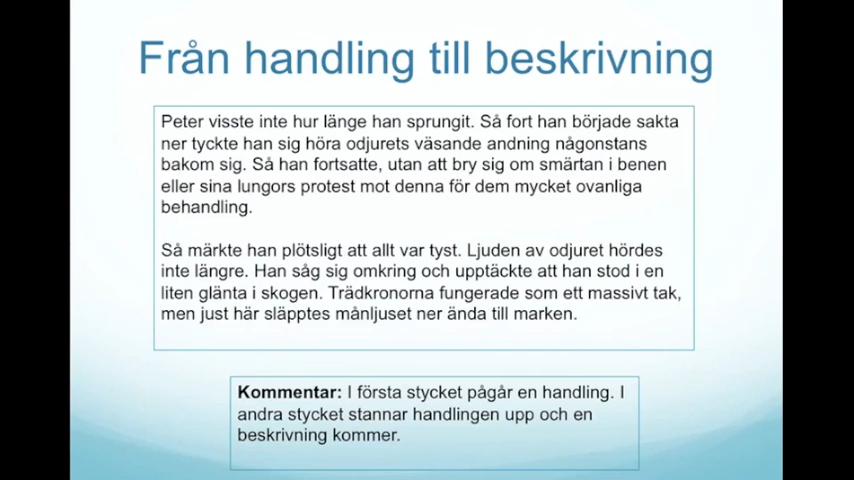 Från handling till beskrivning
Peter visste inte hur länge han sprungit. Så fort han började sakta
ner tyckte han sig höra odjurets väsande andning någonstans
bakom sig. Så han fortsatte, utan att bry sig om smärtan i benen
eller sina lungors protest mot denna för dem mycket ovanliga
behandling.
Så märkte han plötsligt att allt var tyst. Ljuden av odjuret hördes
inte längre. Han såg sig omkring och upptäckte att han stod i en
liten glänta i skogen. Trädkronorna fungerade som ett massivt tak,
men just här släpptes månljuset ner ända till marken.
Kommentar: I första stycket pågår en handling. I
andra stycket stannar handlingen upp och en
beskrivning kommer.